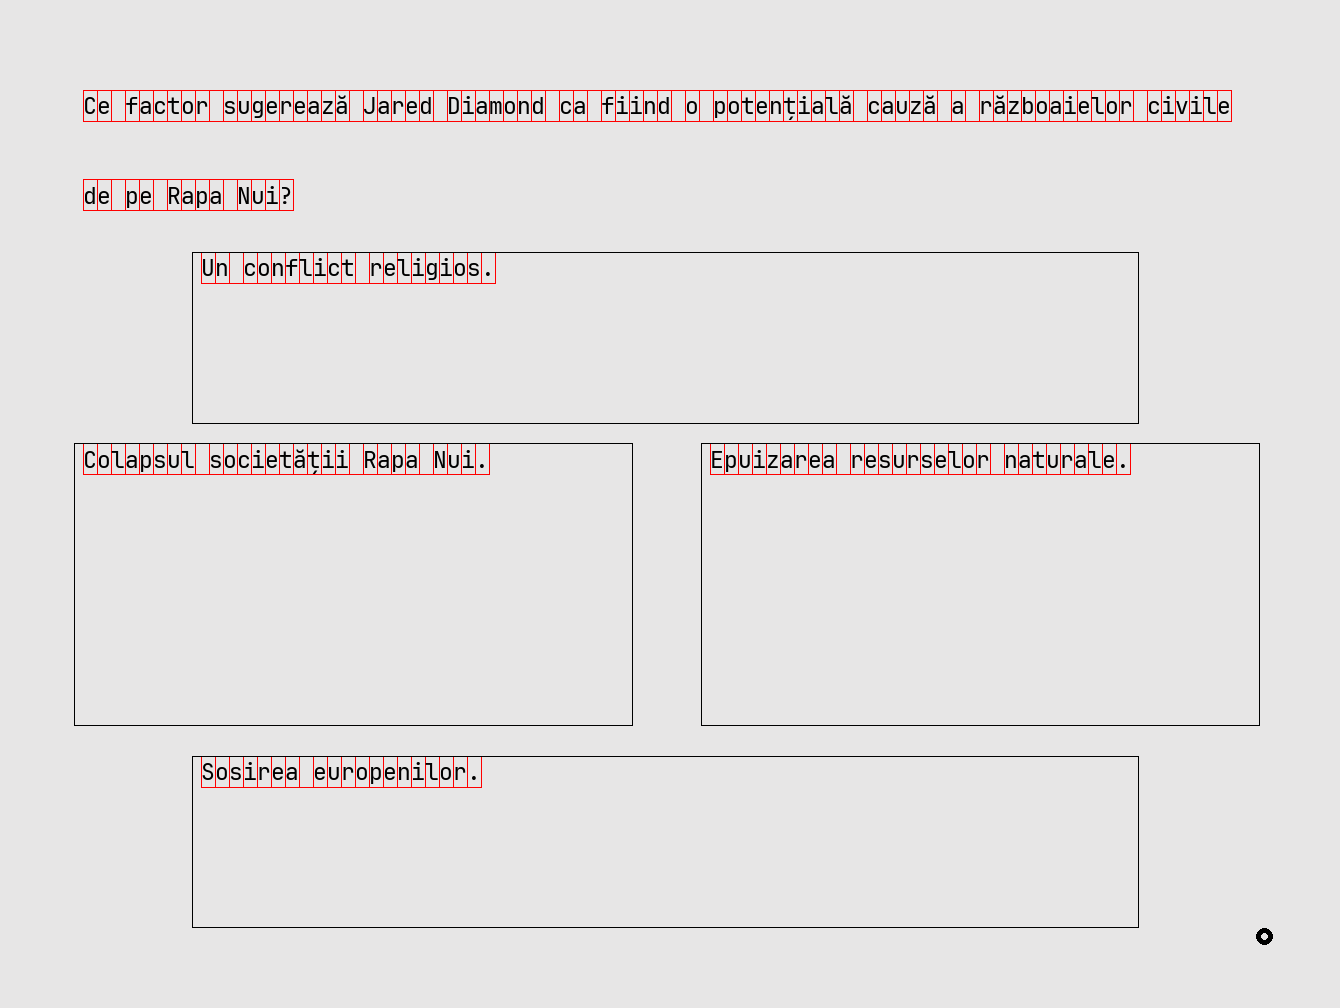 Ce factor sugerează Jared Diamond ca fiind o potențială cauză a războaielor civile
de pe Rapa Nui?
Un conflict religios.
Colapsul societății Rapa Nui.
Epuizarea resurselor naturale.
Sosirea europenilor.